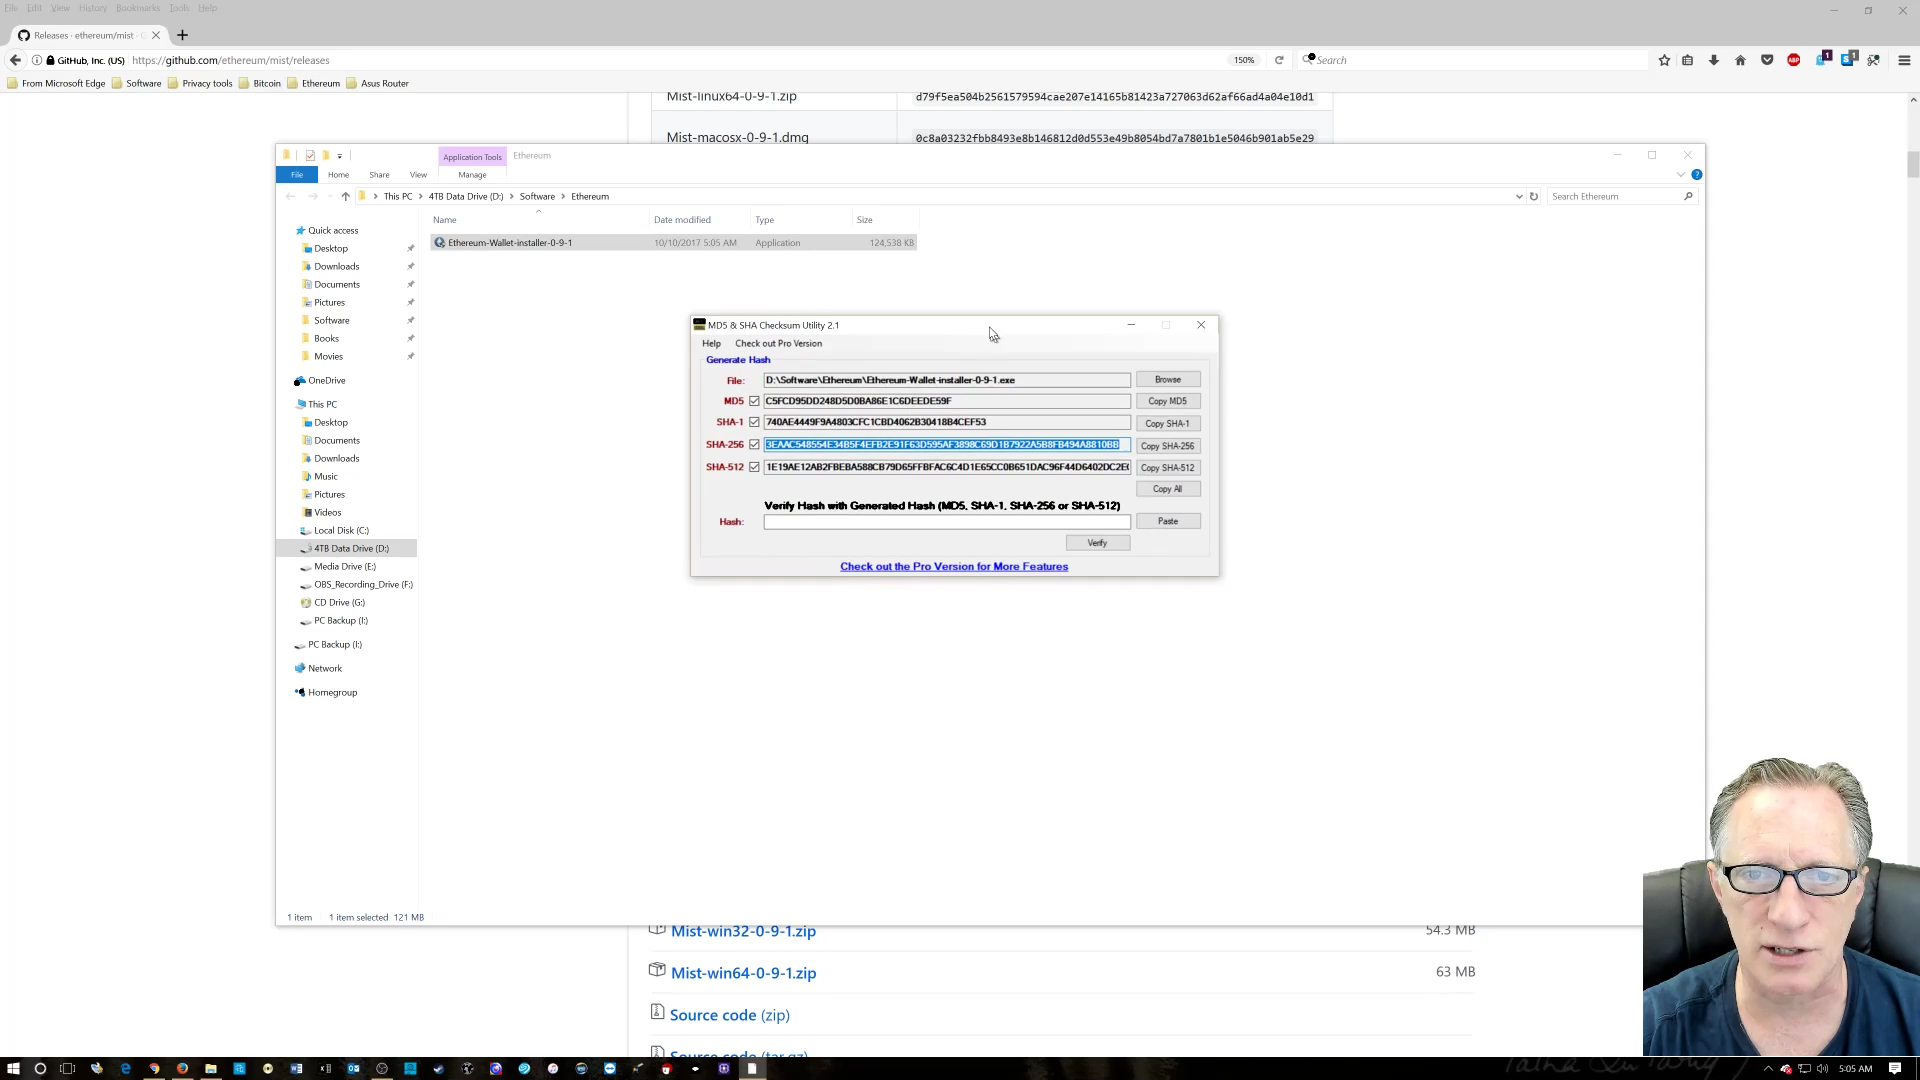 File Edit View History Bookmarks Tools Help
Releases · ethereum/mist · G
GitHub, Inc. (US) https://github.com/ethereum/mist/releases 150% Search
From Microsoft Edge Software Privacy tools Bitcoin Ethereum Asus Router
Mist-linux64-0-9-1.zip d79f5ea504b2561579594cae207e14165b81423a727063d62af66ad4a04e10d1
Mist-macosx-0-9-1.dmg 0c8a03232fbb8493e8b146812d0d553e49b8054bd7a7801b1e5046b901ab5e29
Application Tools Ethereum
File Home Share View Manage
This PC 4TB Data Drive (D:) Software Ethereum Search Ethereum
Name Date modified Type Size
Ethereum-Wallet-installer-0-9-1 10/10/2017 5:05 AM Application 124,538 KB
Quick access
Desktop
Downloads
Documents
Pictures
Software
Books
Movies
OneDrive
This PC
Desktop
Documents
Downloads
Music
Pictures
Videos
Local Disk (C:)
4TB Data Drive (D:)
Media Drive (E:)
OBS_Recording_Drive (F:)
CD Drive (G:)
PC Backup (I:)
PC Backup (I:)
Network
Homegroup
MD5 & SHA Checksum Utility 2.1
Help Check out Pro Version
Generate Hash
File: D:\Software\Ethereum\Ethereum-Wallet-installer-0-9-1.exe Browse
MD5 C5FCD95DD248D5D0BA86E1C6DEEDE59F Copy MD5
SHA-1 740AE4449F9A4803CFC1CBD4062B30418B4CEF53 Copy SHA-1
SHA-256 3EAAC548554E34B5F4EFB2E91F63D595AF3898C69D1B7922A5B8FB494A8810BB Copy SHA-256
SHA-512 1E19AE12AB2FBEBA588CB79D65FFBFAC6C4D1E65CC0B651DAC96F44D6402DC2E Copy SHA-512
Copy All
Verify Hash with Generated Hash (MD5, SHA-1, SHA-256 or SHA-512)
Hash: Paste
Verify
Check out the Pro Version for More Features
1 item 1 item selected 121 MB
Mist-win32-0-9-1.zip 54.3 MB
Mist-win64-0-9-1.zip 63 MB
Source code (zip)
Source code (tar.gz)
5:05 AM